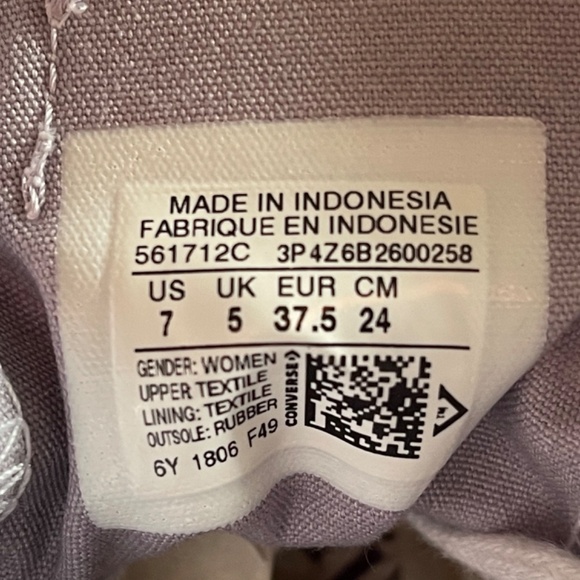 MADE IN INDONESIA
FABRIQUE EN INDONESIE
561712C 3P4Z6B2600258
US UK EUR CM
7 5 37.5 24
GENDER: WOMEN
UPPER TEXTILE
LINING: TEXTILE
OUTSOLE: RUBBER
6Y 1806 F49
CONVERSE
TM